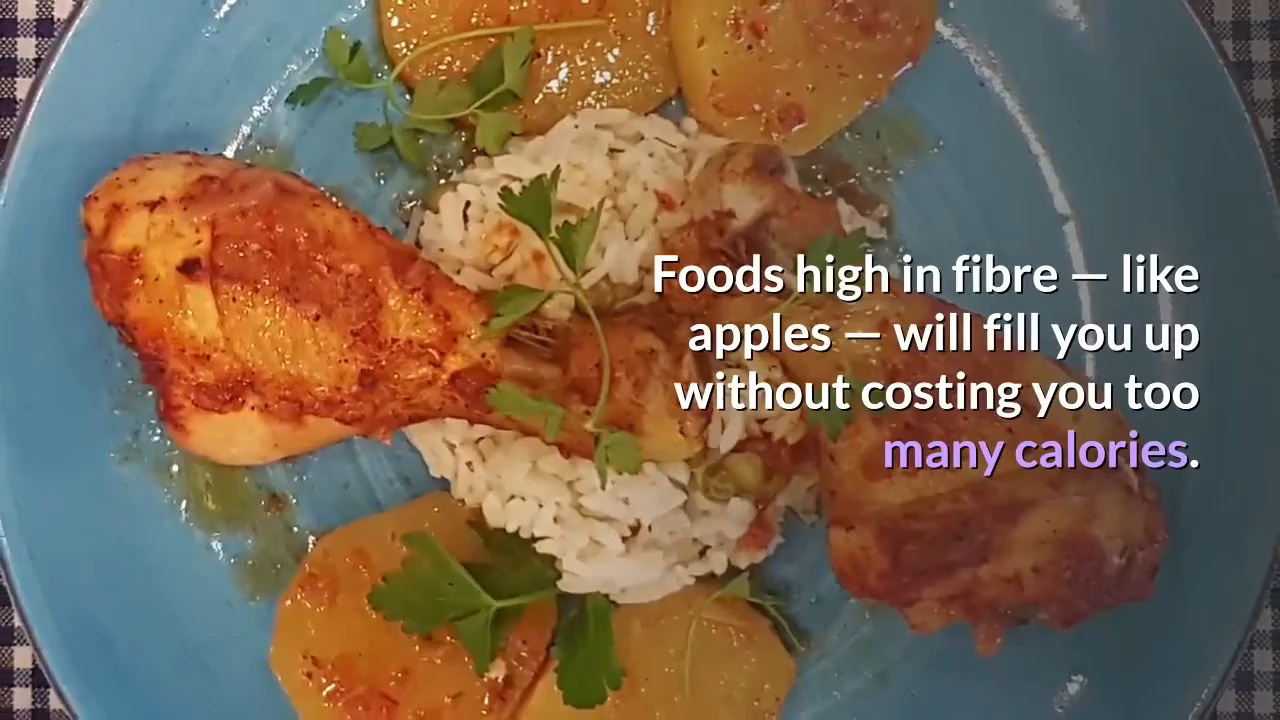 Foods high in fibre — like
apples — will fill you up
without costing you too
many calories.